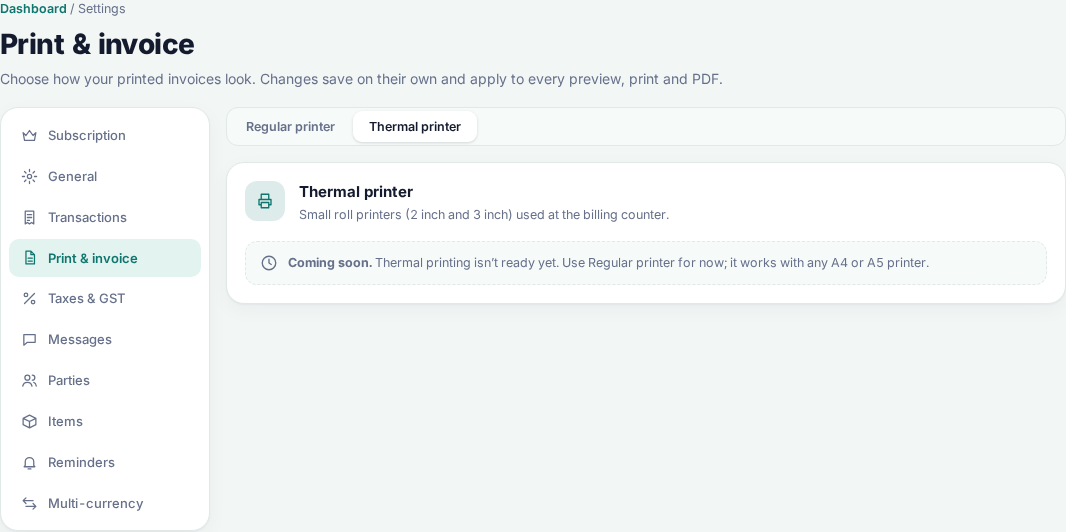 Dashboard / Settings
Print & invoice
Choose how your printed invoices look. Changes save on their own and apply to every preview, print and PDF.
Subscription
General
Transactions
Print & invoice
Taxes & GST
Messages
Parties
Items
Reminders
Multi-currency
Regular printer
Thermal printer
Thermal printer
Small roll printers (2 inch and 3 inch) used at the billing counter.
Coming soon. Thermal printing isn’t ready yet. Use Regular printer for now; it works with any A4 or A5 printer.